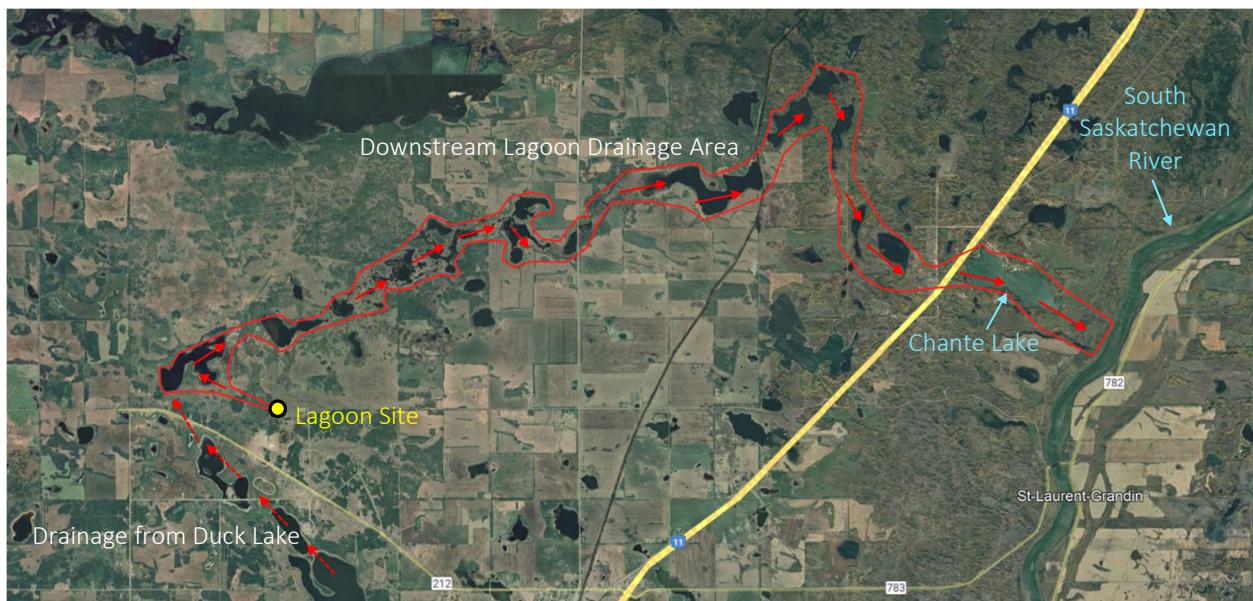 South
Saskatchewan
River
11
Downstream Lagoon Drainage Area
Chante Lake
782
Lagoon Site
St-Laurent-Grandin
Drainage from Duck Lake
11
212
783